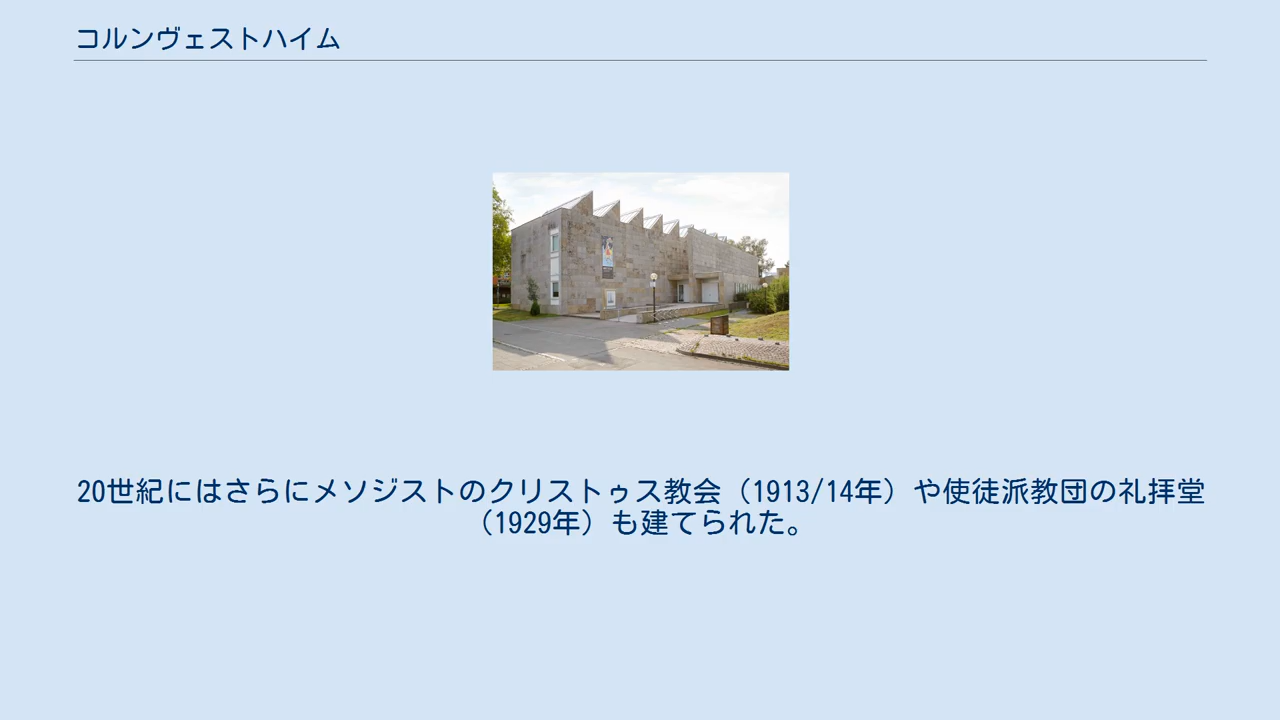 コルンヴェストハイム
20世紀にはさらにメソジストのクリストゥス教会（1913/14年）や使徒派教団の礼拝堂
（1929年）も建てられた。